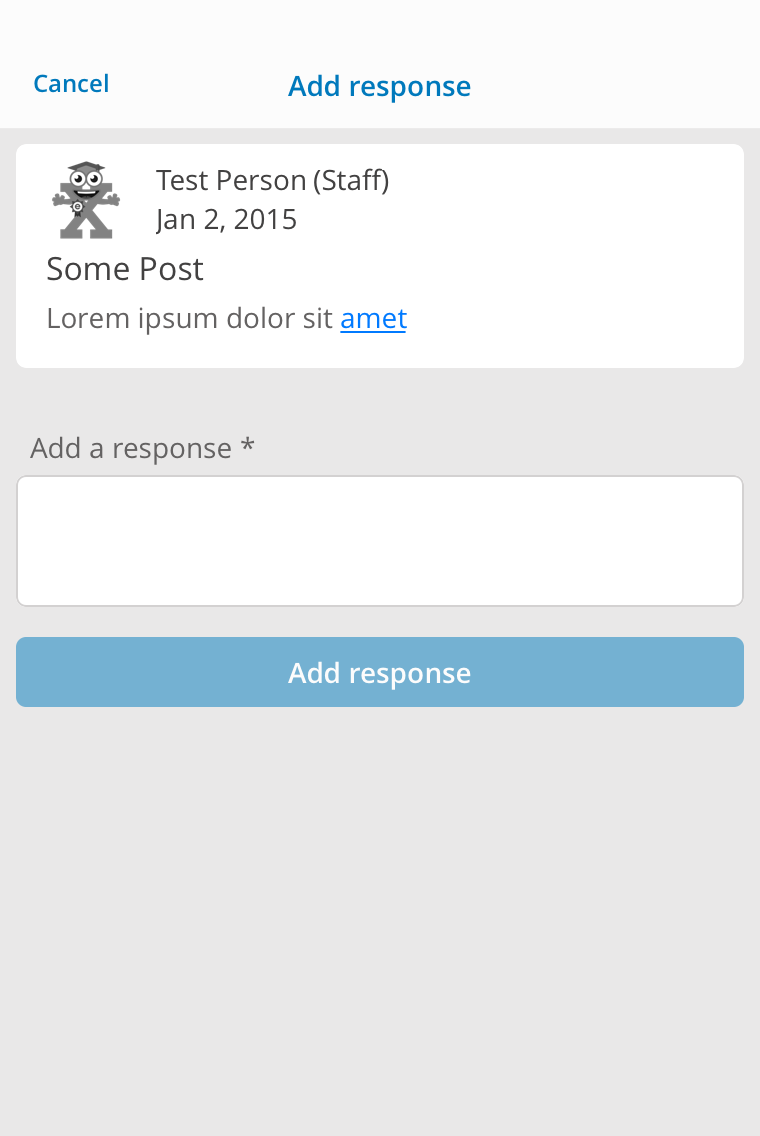 Cancel
Add response
Test Person (Staff)
Jan 2, 2015
Some Post
Lorem ipsum dolor sit amet
Add a response *
Add response